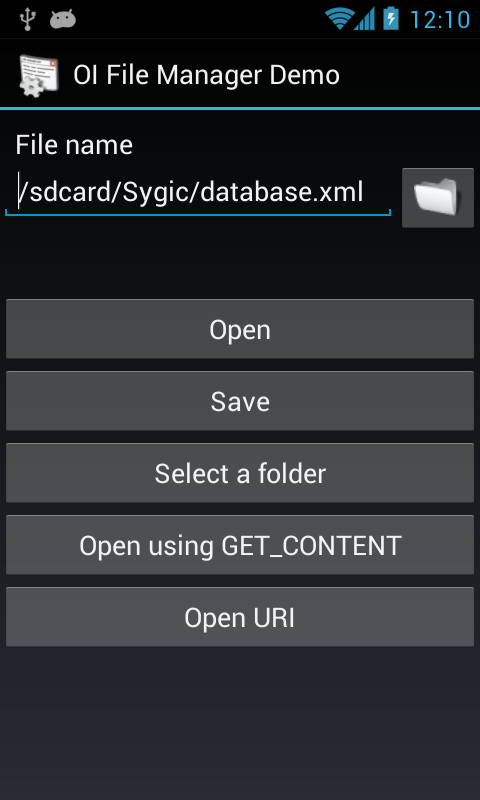 12:10
OI File Manager Demo
File name
/sdcard/Sygic/database.xml
Open
Save
Select a folder
Open using GET_CONTENT
Open URI